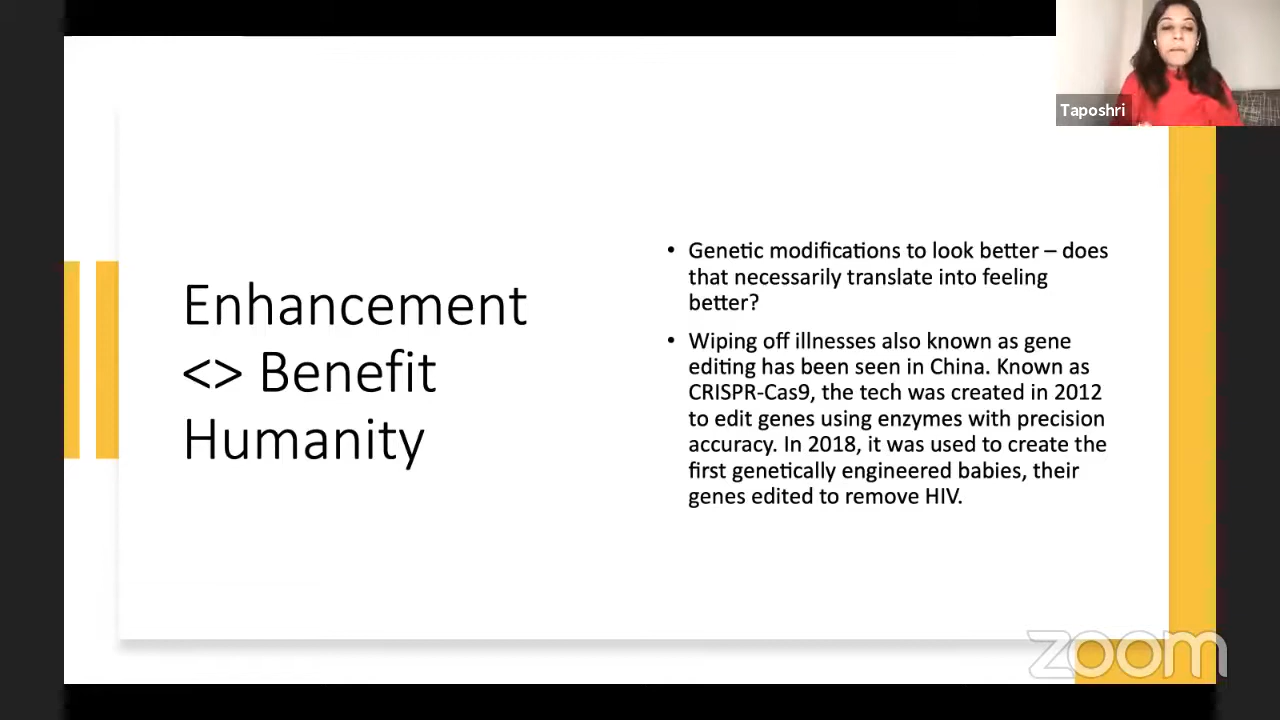 Taposhri
Enhancement
<> Benefit
Humanity
• Genetic modifications to look better – does
that necessarily translate into feeling
better?
• Wiping off illnesses also known as gene
editing has been seen in China. Known as
CRISPR-Cas9, the tech was created in 2012
to edit genes using enzymes with precision
accuracy. In 2018, it was used to create the
first genetically engineered babies, their
genes edited to remove HIV.
zoom